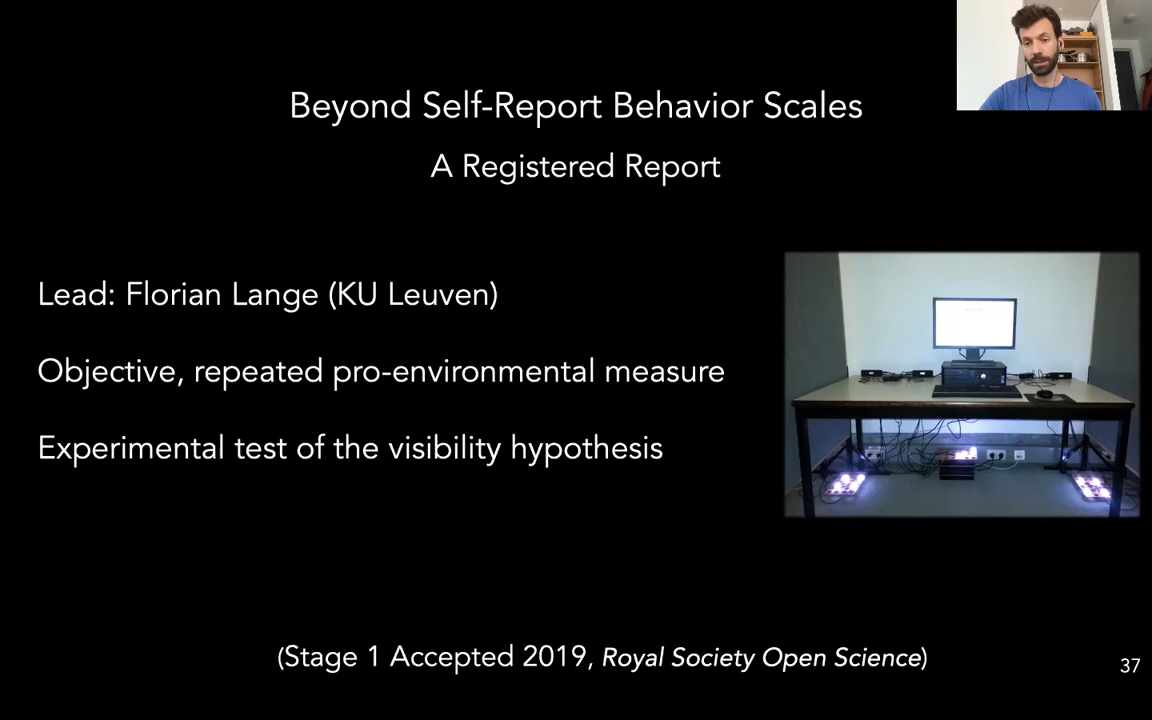 Beyond Self-Report Behavior Scales
A Registered Report
Lead: Florian Lange (KU Leuven)
Objective, repeated pro-environmental measure
Experimental test of the visibility hypothesis
(Stage 1 Accepted 2019, Royal Society Open Science)
37